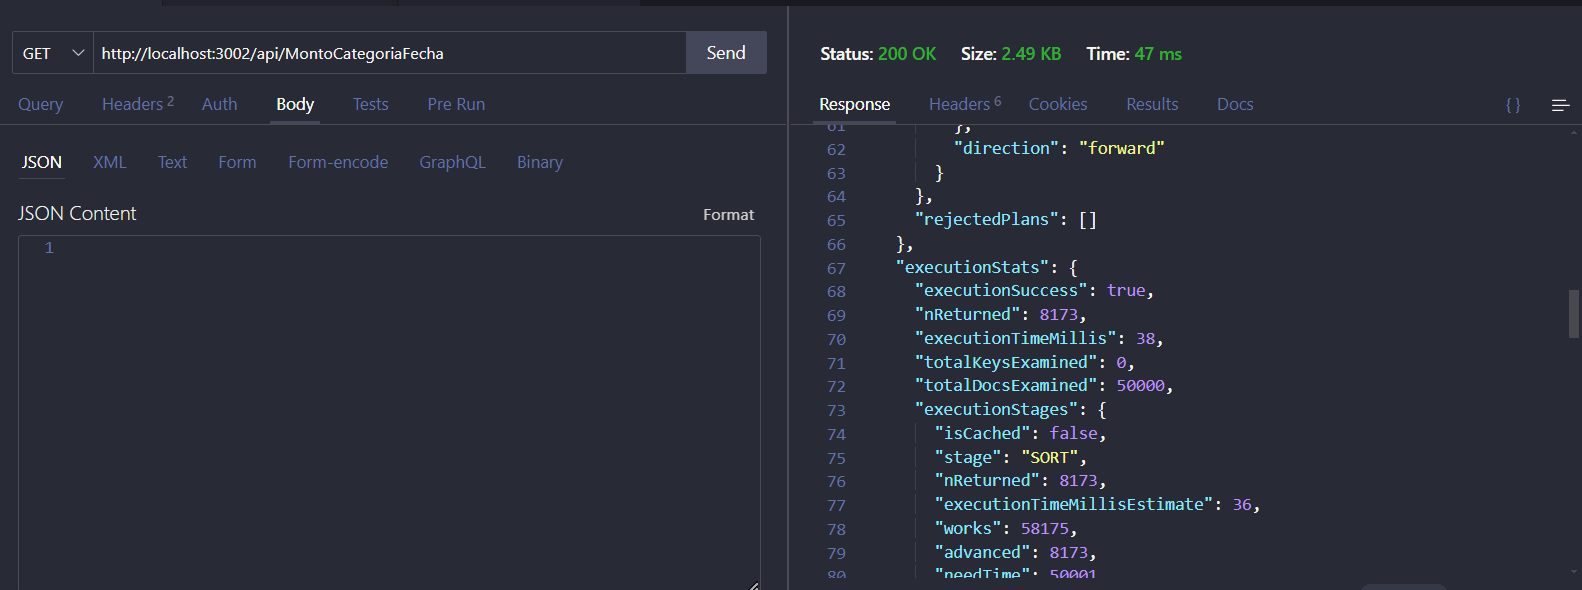 GET http://localhost:3002/api/MontoCategoriaFecha Send
Query Headers 2 Auth Body Tests Pre Run
JSON XML Text Form Form-encode GraphQL Binary
JSON Content Format
1
Status: 200 OK Size: 2.49 KB Time: 47 ms
Response Headers 6 Cookies Results Docs { }
61 },
62 "direction": "forward"
63 }
64 },
65 "rejectedPlans": []
66 },
67 "executionStats": {
68 "executionSuccess": true,
69 "nReturned": 8173,
70 "executionTimeMillis": 38,
71 "totalKeysExamined": 0,
72 "totalDocsExamined": 50000,
73 "executionStages": {
74 "isCached": false,
75 "stage": "SORT",
76 "nReturned": 8173,
77 "executionTimeMillisEstimate": 36,
78 "works": 58175,
79 "advanced": 8173,
80 "needTime": 50001